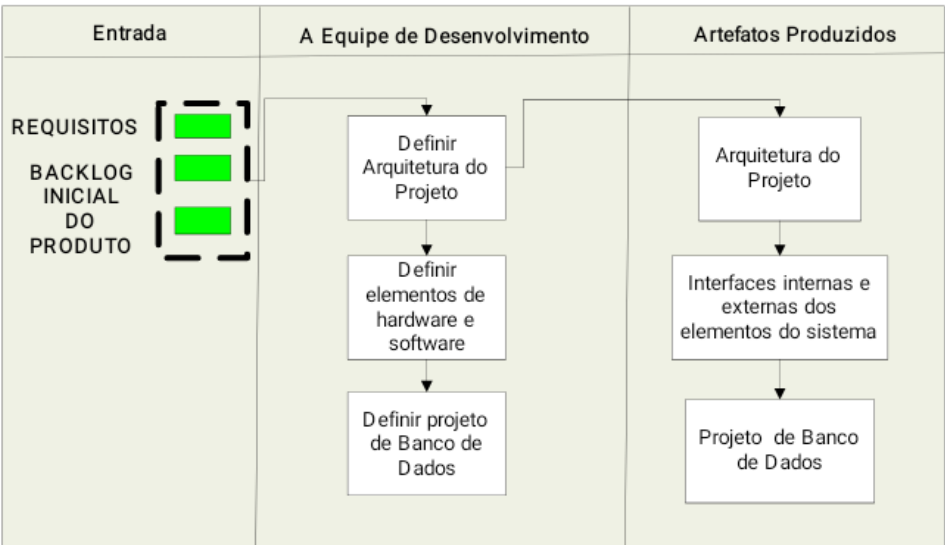 Entrada
A Equipe de Desenvolvimento
Artefatos Produzidos
REQUISITOS
BACKLOG
INICIAL
DO
PRODUTO
Definir
Arquitetura do
Projeto
Definir
elementos de
hardware e
software
Definir projeto
de Banco de
Dados
Arquitetura do
Projeto
Interfaces internas e
externas dos
elementos do sistema
Projeto de Banco
de Dados